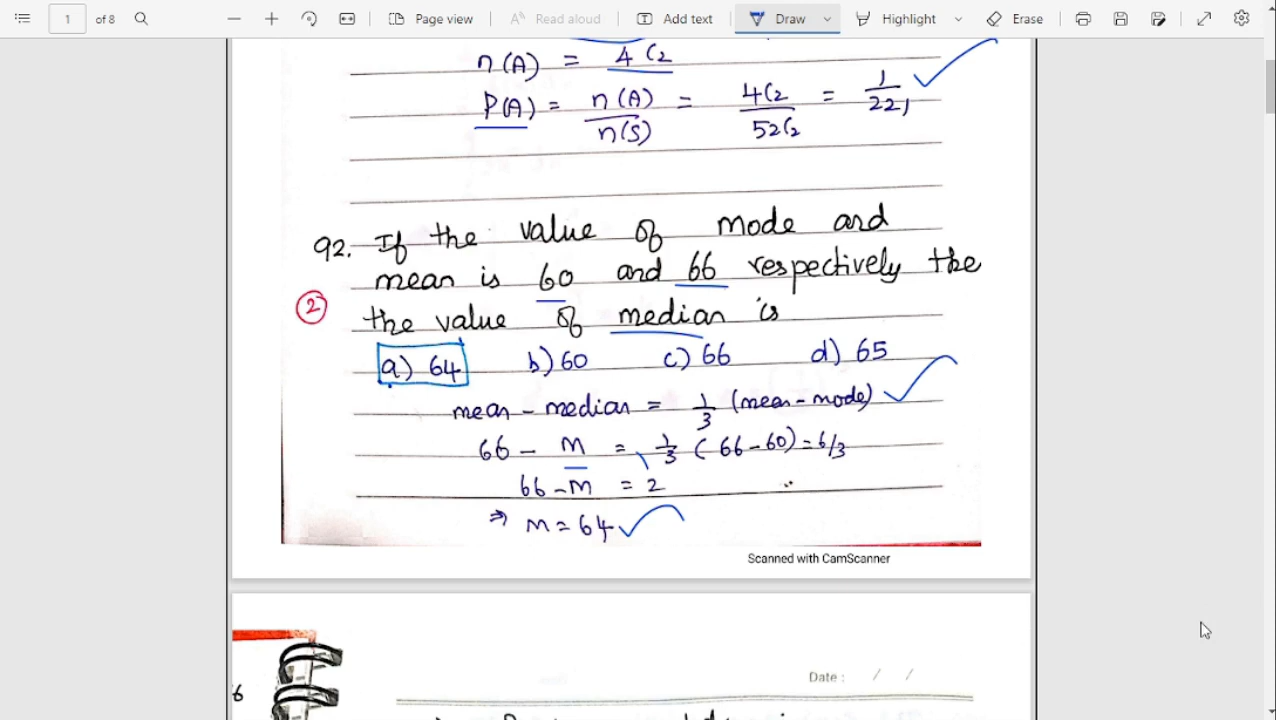 1 of 8 Page view Read aloud Add text Draw Highlight Erase
n(A) = 4C2
P(A) = n(A)/n(S) = 4C2/52C2 = 1/221
92. If the value of mode and
mean is 60 and 66 respectively the
② the value of median is
a) 64 b) 60 c) 66 d) 65
mean - median = 1/3 (mean - mode)
66 - M = 1/3 (66-60) = 6/3
66 - M = 2
⇒ M = 64
Scanned with CamScanner
Date : / /